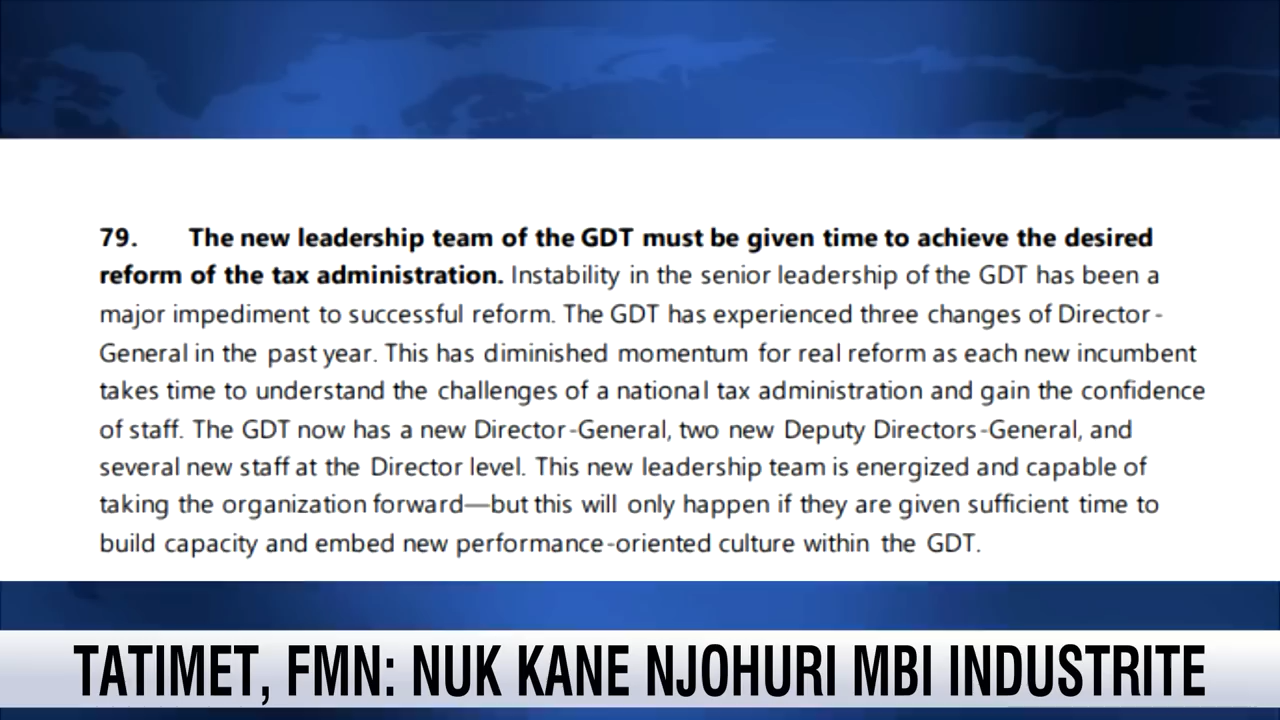 79. The new leadership team of the GDT must be given time to achieve the desired
reform of the tax administration. Instability in the senior leadership of the GDT has been a
major impediment to successful reform. The GDT has experienced three changes of Director-
General in the past year. This has diminished momentum for real reform as each new incumbent
takes time to understand the challenges of a national tax administration and gain the confidence
of staff. The GDT now has a new Director-General, two new Deputy Directors-General, and
several new staff at the Director level. This new leadership team is energized and capable of
taking the organization forward—but this will only happen if they are given sufficient time to
build capacity and embed new performance-oriented culture within the GDT.
TATIMET, FMN: NUK KANE NJOHURI MBI INDUSTRITE